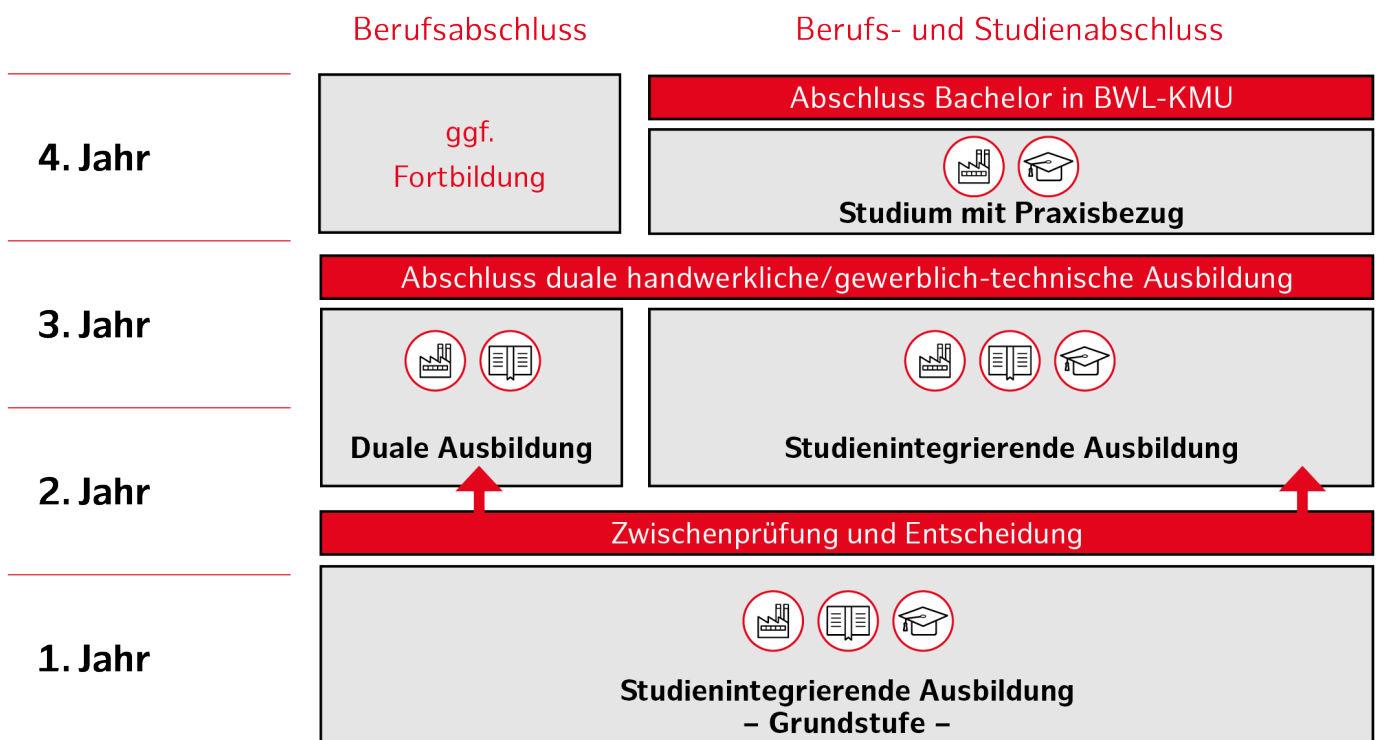 Berufsabschluss
Berufs- und Studienabschluss
4. Jahr
ggf.
Fortbildung
Abschluss Bachelor in BWL-KMU
Studium mit Praxisbezug
Abschluss duale handwerkliche/gewerblich-technische Ausbildung
3. Jahr
Duale Ausbildung
Studienintegrierende Ausbildung
2. Jahr
Zwischenprüfung und Entscheidung
1. Jahr
Studienintegrierende Ausbildung
– Grundstufe –